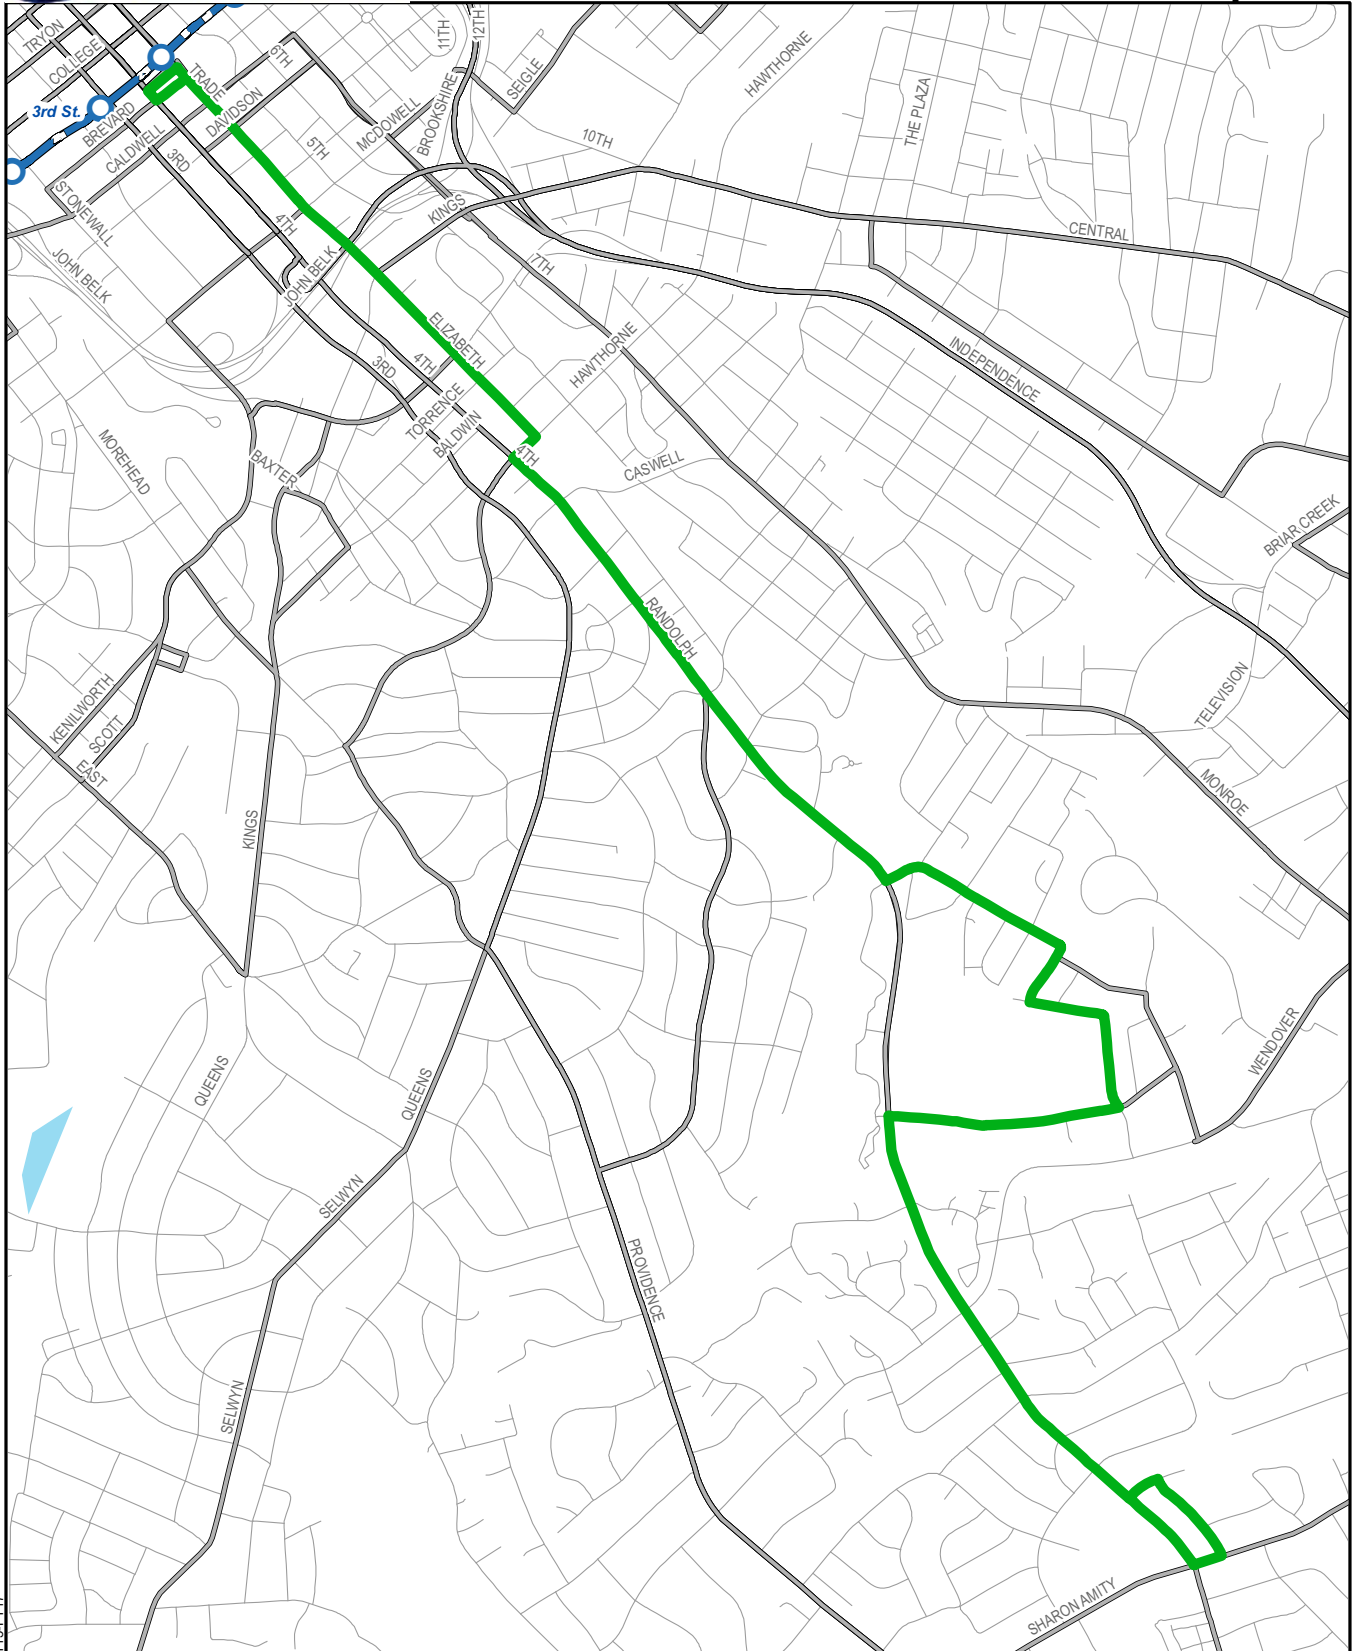 TRYON
COLLEGE
6TH
11TH
12TH
SEIGLE
HAWTHORNE
TRADE
3rd St.
BREVARD
DAVIDSON
MCDOWELL
BROOKSHIRE
THE PLAZA
CALDWELL
3RD
5TH
10TH
STONEWALL
4TH
KINGS
CENTRAL
JOHN BELK
JOHN BELK
7TH
ELIZABETH
HAWTHORNE
INDEPENDENCE
3RD
4TH
TORRENCE
BALDWIN
MOREHEAD
BAXTER
4TH
CASWELL
BRIAR CREEK
RANDOLPH
KENILWORTH
SCOTT
EAST
TELEVISION
KINGS
MONROE
WENDOVER
QUEENS
QUEENS
SELWYN
PROVIDENCE
SELWYN
SHARON AMITY